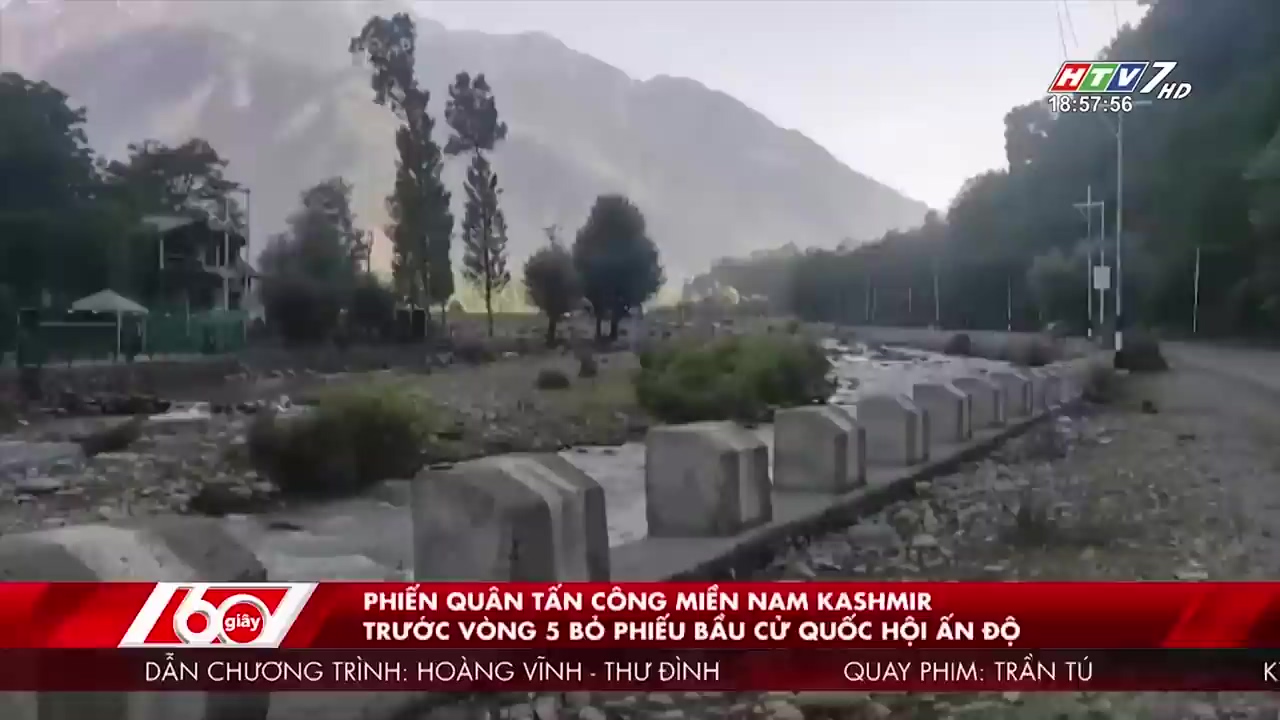 HTV7 HD
18:57:56
60 giây
PHIẾN QUÂN TẤN CÔNG MIỀN NAM KASHMIR
TRƯỚC VÒNG 5 BỎ PHIẾU BẦU CỬ QUỐC HỘI ẤN ĐỘ
DẪN CHƯƠNG TRÌNH: HOÀNG VĨNH - THƯ ĐÌNH QUAY PHIM: TRẦN TÚ K